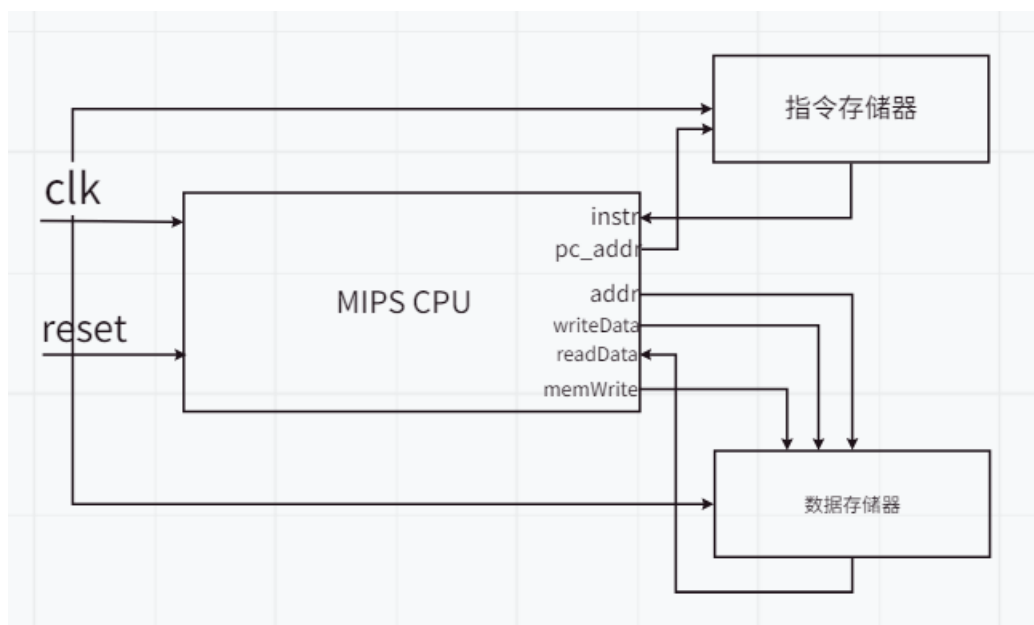 指令存储器
clk
instr
pc_addr
MIPS CPU
addr
reset
writeData
readData
memWrite
数据存储器